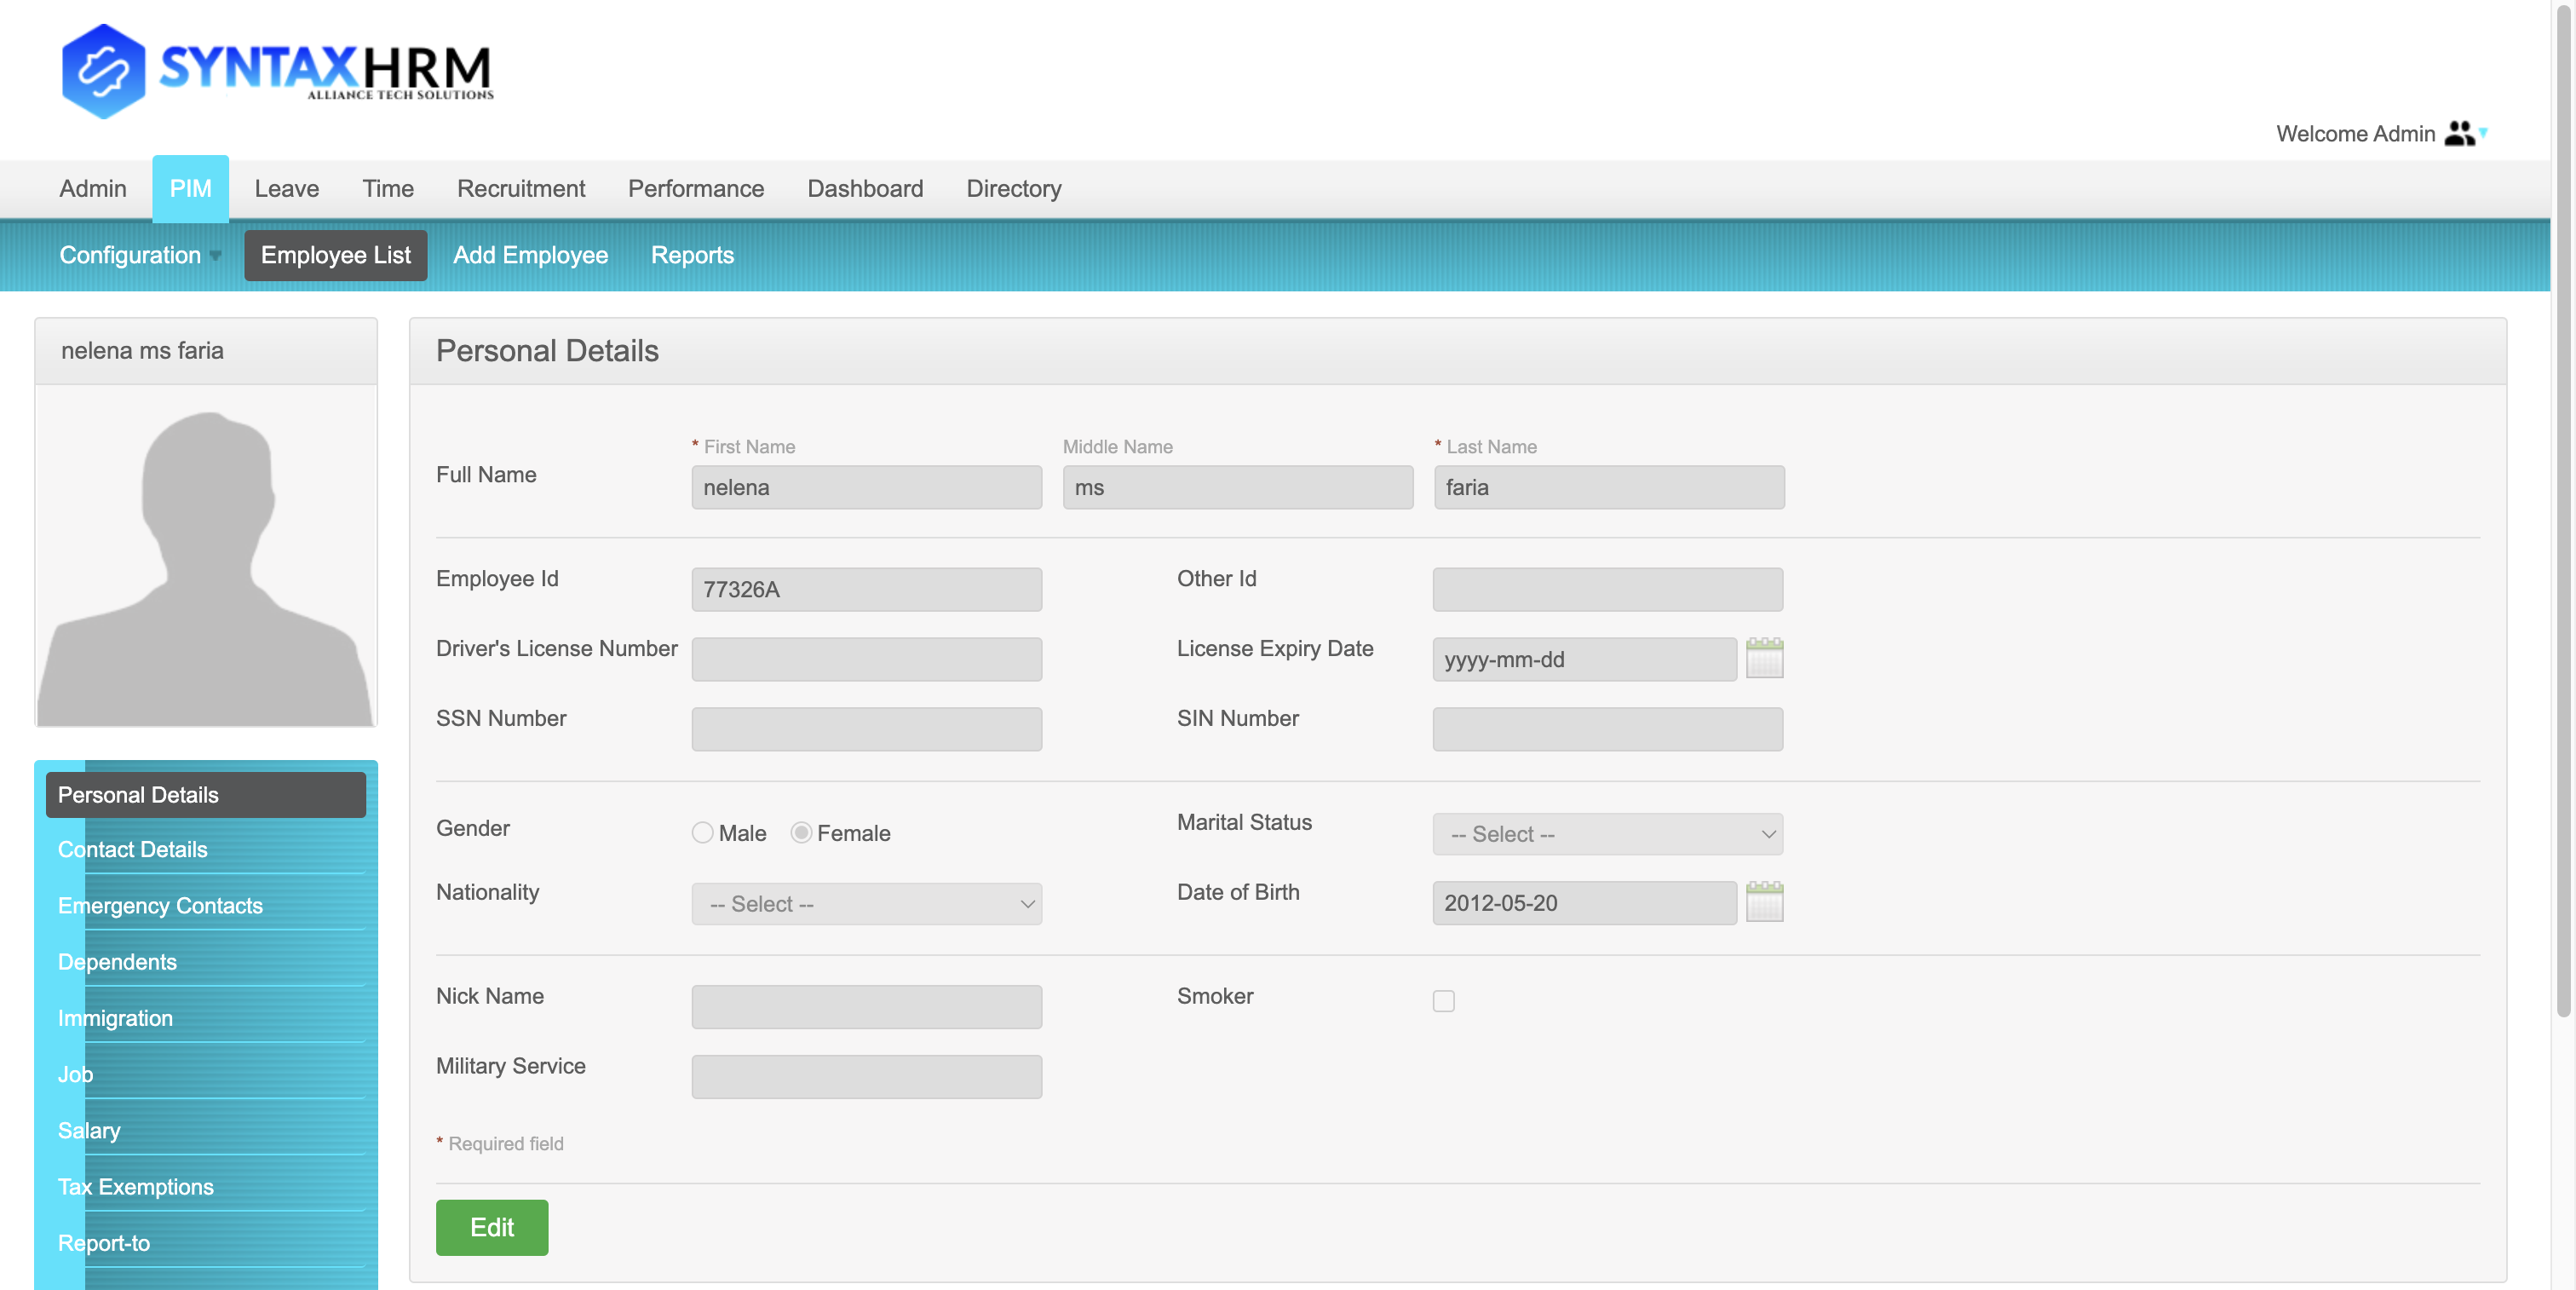 SYNTAXHRM
ALLIANCE TECH SOLUTIONS
Welcome Admin
Admin PIM Leave Time Recruitment Performance Dashboard Directory
Configuration Employee List Add Employee Reports
nelena ms faria
Personal Details
* First Name Middle Name * Last Name
Full Name nelena ms faria
Employee Id 77326A Other Id
Driver's License Number License Expiry Date yyyy-mm-dd
SSN Number SIN Number
Gender Male Female Marital Status -- Select --
Nationality -- Select -- Date of Birth 2012-05-20
Nick Name Smoker
Military Service
* Required field
Edit
Personal Details
Contact Details
Emergency Contacts
Dependents
Immigration
Job
Salary
Tax Exemptions
Report-to